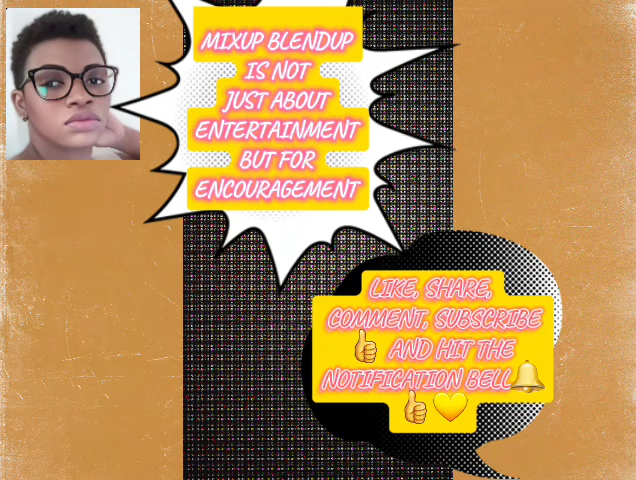 MIXUP BLENDUP
IS NOT
JUST ABOUT
ENTERTAINMENT
BUT FOR
ENCOURAGEMENT
LIKE, SHARE,
COMMENT, SUBSCRIBE
👍 AND HIT THE
NOTIFICATION BELL🔔
👍💛